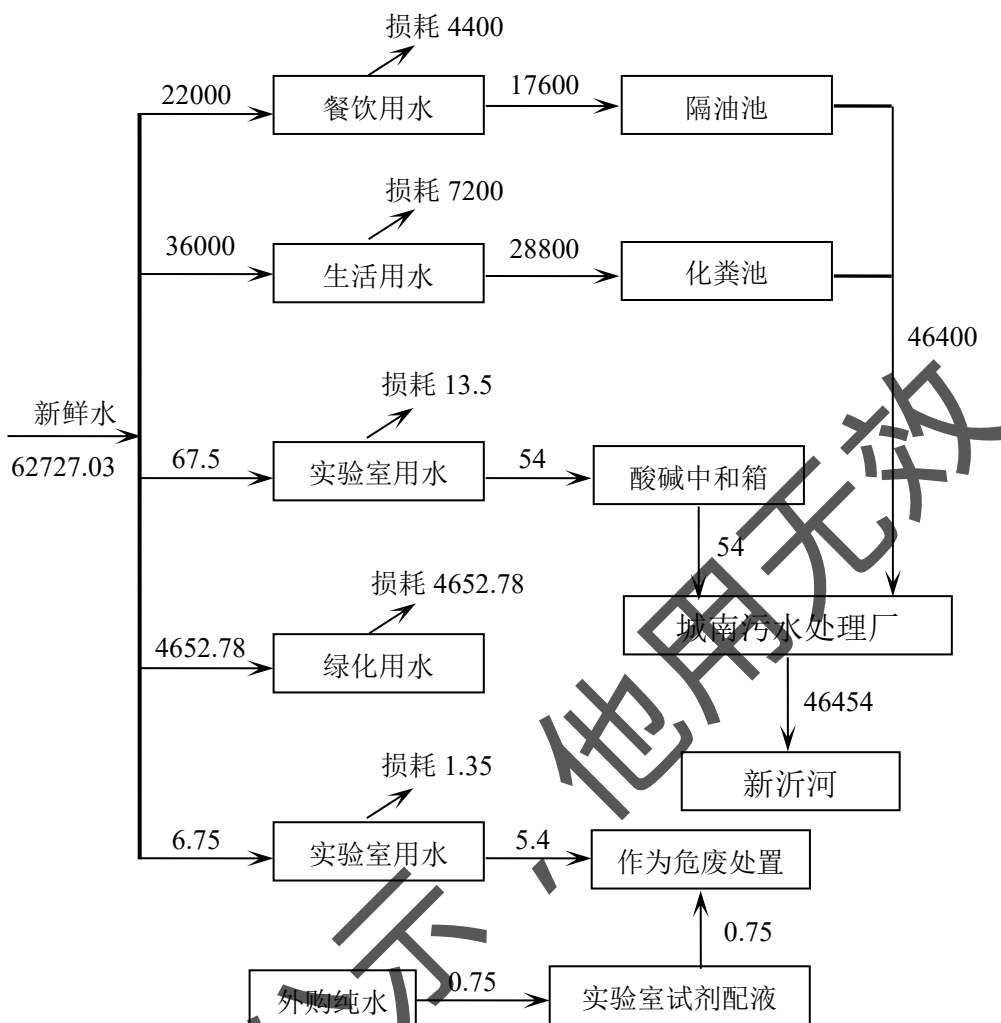 损耗 4400
22000
餐饮用水
17600
隔油池
损耗 7200
36000
生活用水
28800
化粪池
46400
损耗 13.5
新鲜水
62727.03
67.5
实验室用水
54
酸碱中和箱
54
损耗 4652.78
4652.78
绿化用水
城南污水处理厂
46454
新沂河
损耗 1.35
6.75
实验室用水
5.4
作为危废处置
0.75
外购纯水
0.75
实验室试剂配液
示、他用无效